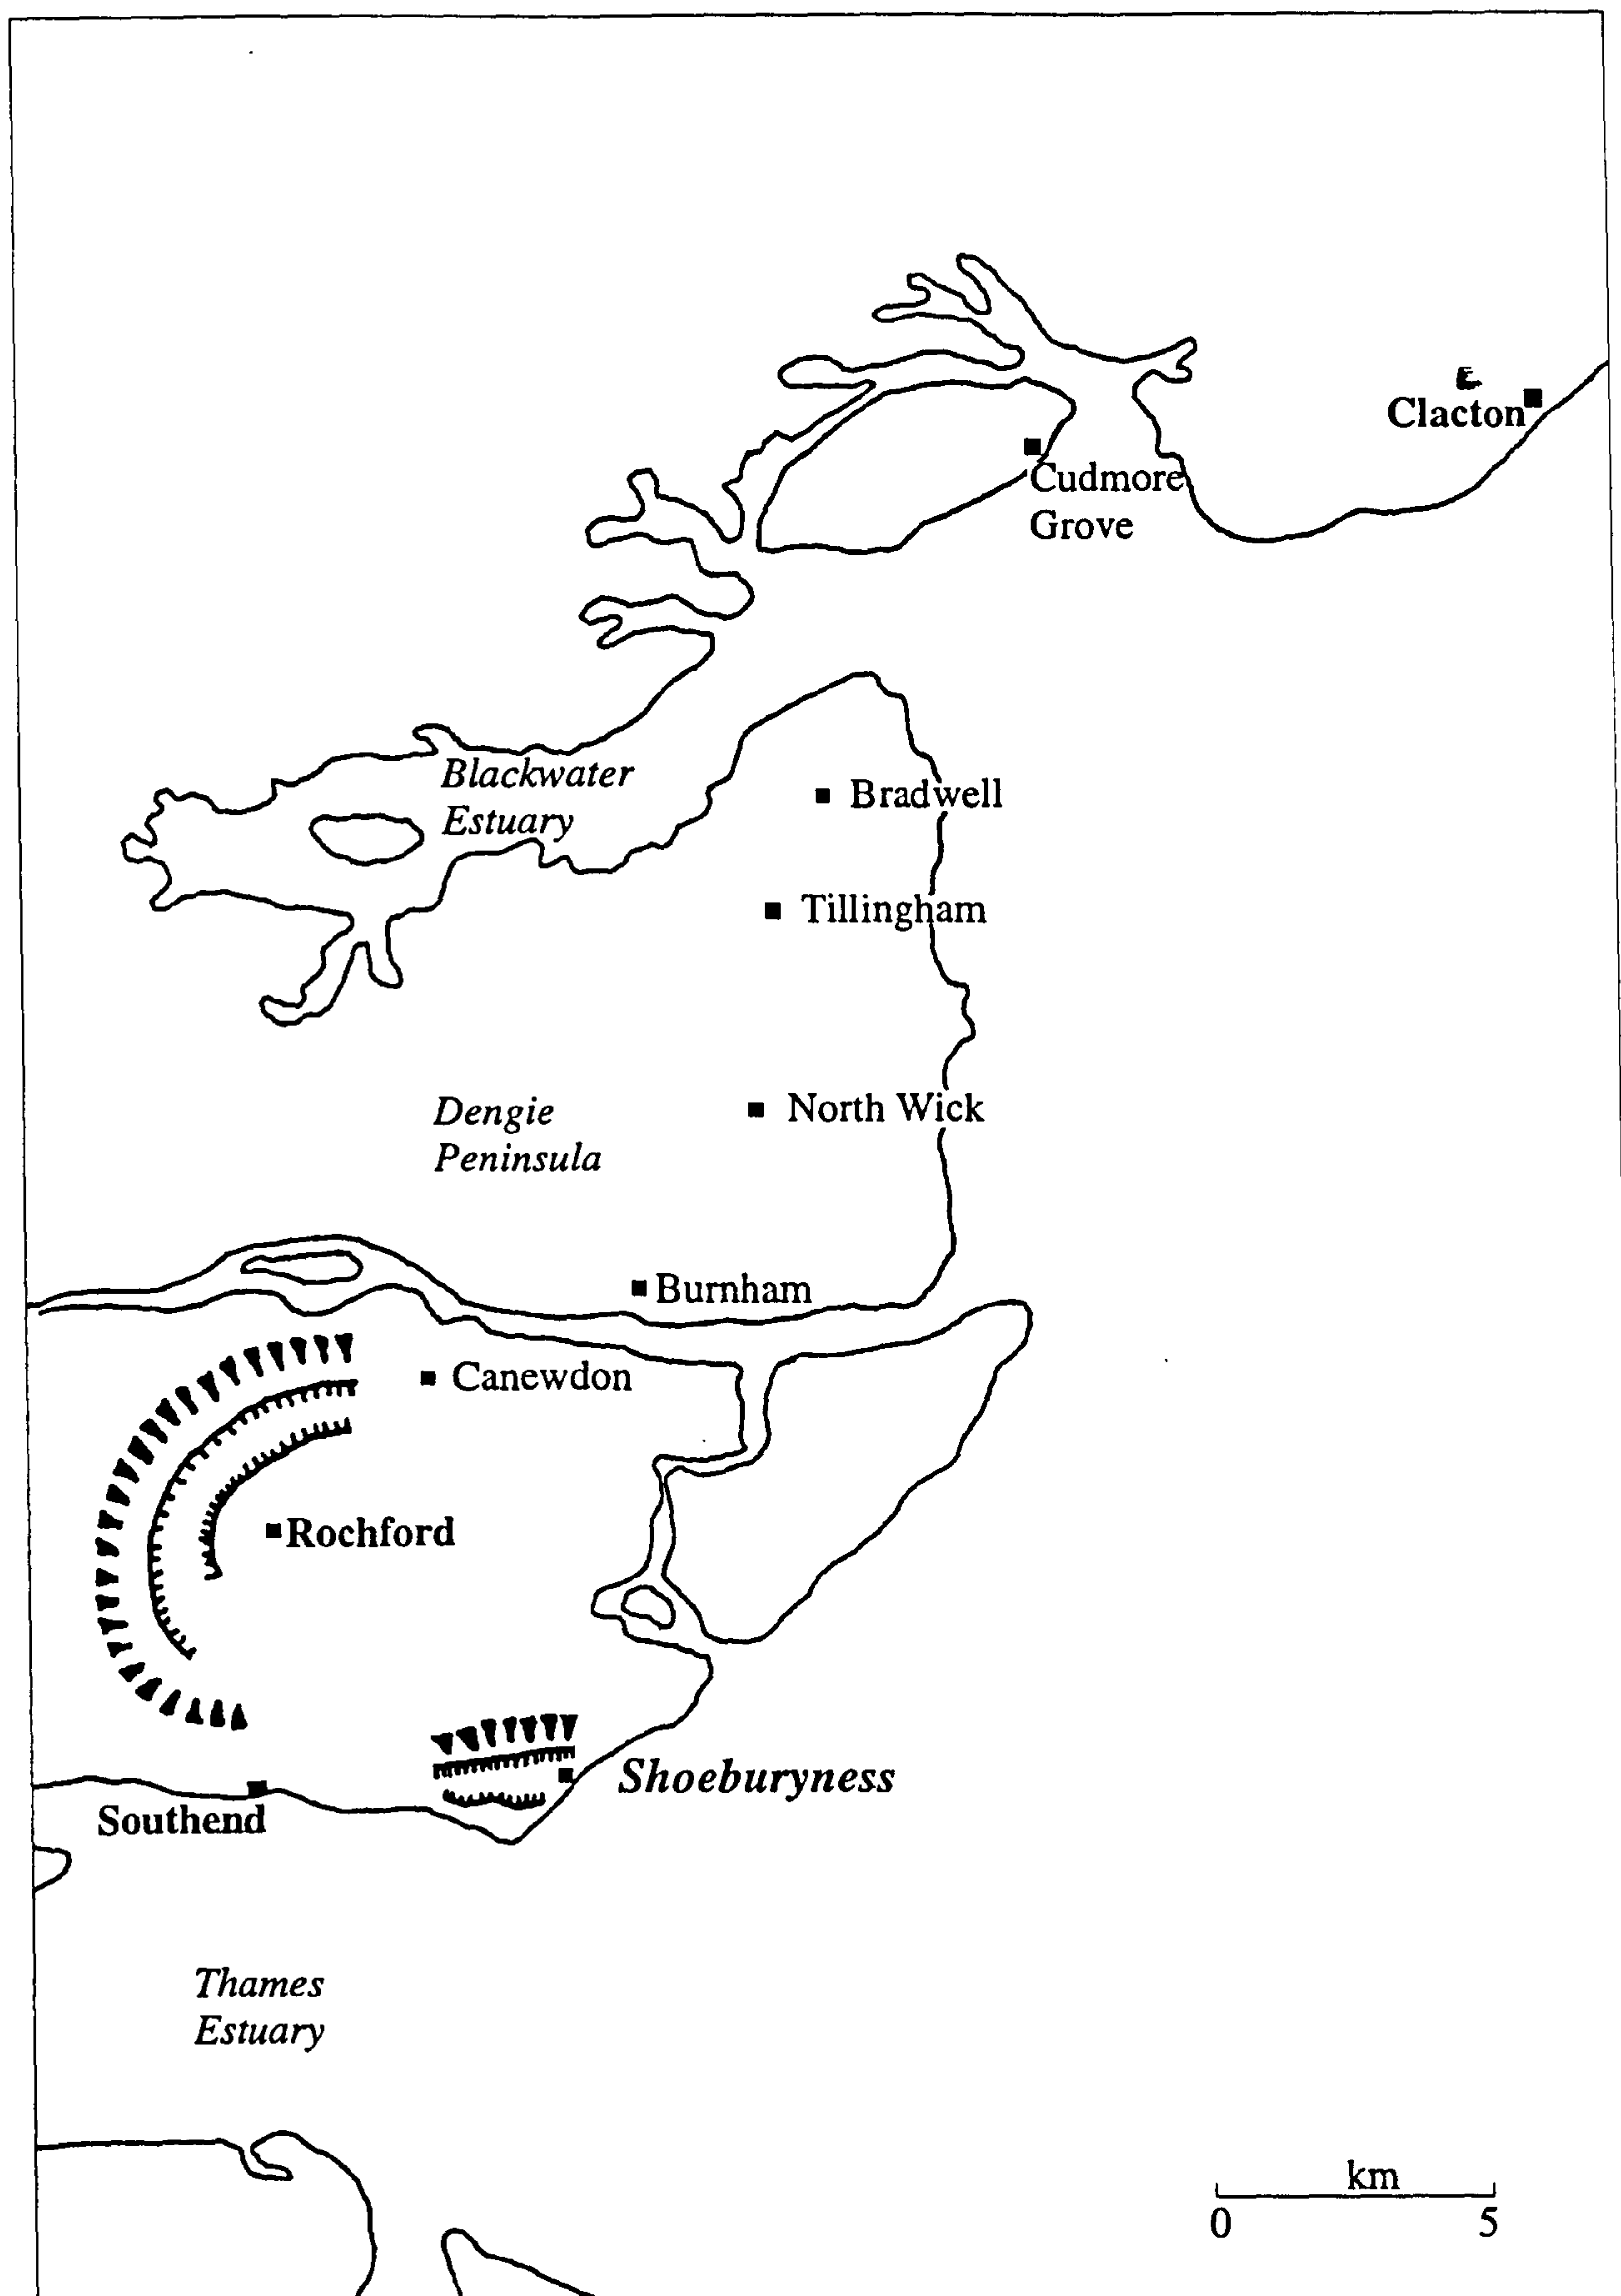 Clacton
Cudmore
Grove
Blackwater
Estuary
Bradwell
Tillingham
Dengie
Peninsula
North Wick
Burnham
Canewdon
Rochford
Shoeburyness
Southend
Thames
Estuary
km
0 5